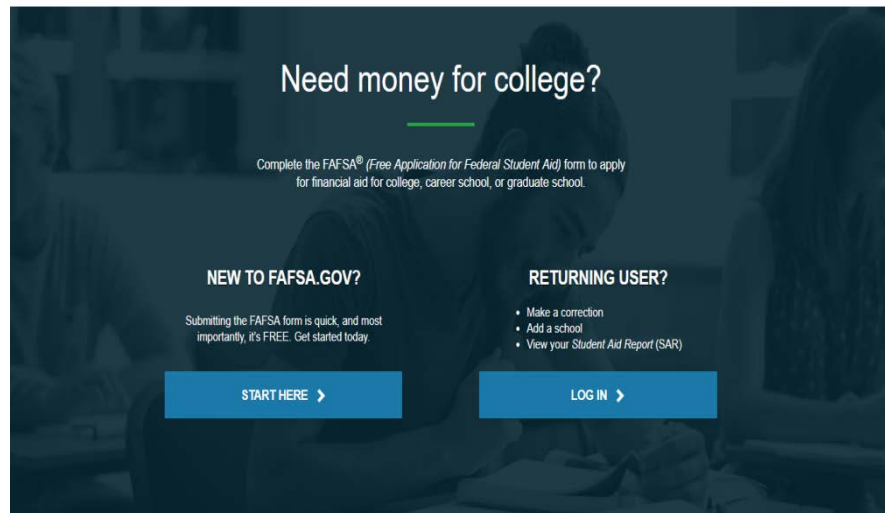 Need money for college?
Complete the FAFSA® (Free Application for Federal Student Aid) form to apply
for financial aid for college, career school, or graduate school.
NEW TO FAFSA.GOV?
Submitting the FAFSA form is quick, and most
importantly, it's FREE. Get started today.
START HERE
RETURNING USER?
• Make a correction
• Add a school
• View your Student Aid Report (SAR)
LOG IN